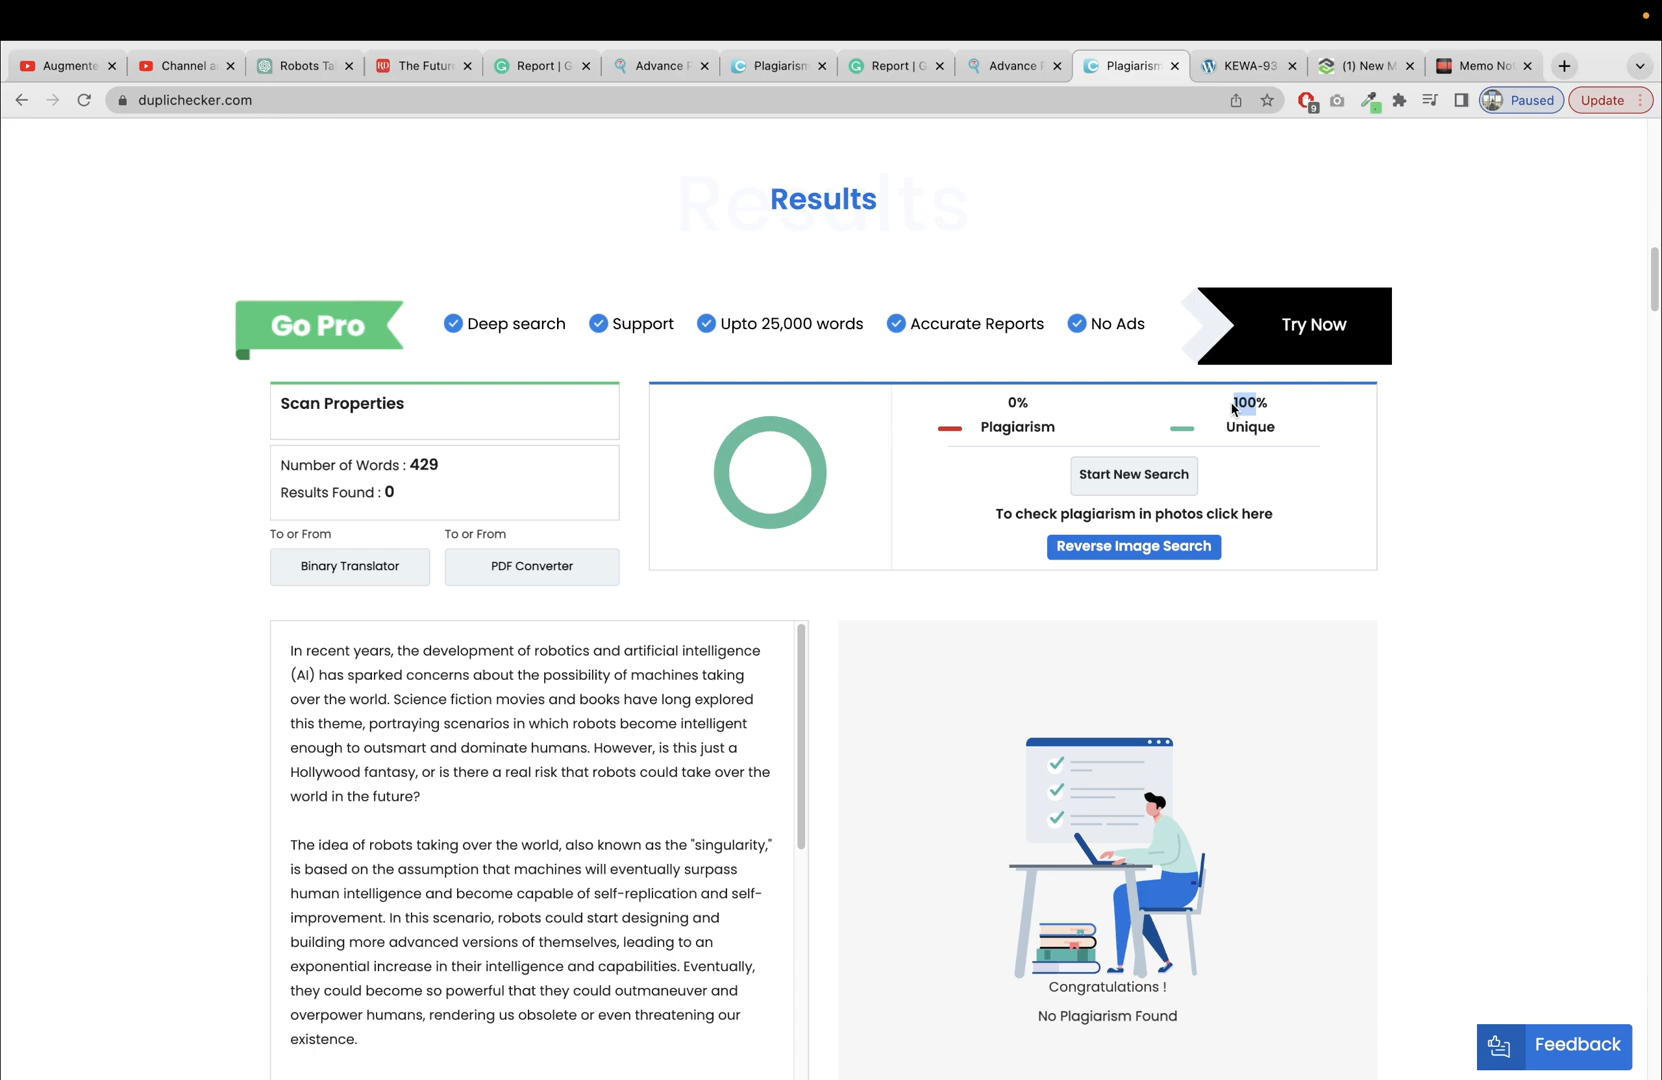 Augmente
Channel a
Robots Ta
The Futur
Report | G
Advance P
Plagiarism
Report | G
Advance P
Plagiarism
KEWA-93
(1) New M
Memo No
duplichecker.com
9
Paused
Update
Results
Results
Go Pro
Deep search
Support
Upto 25,000 words
Accurate Reports
No Ads
Try Now
Scan Properties
0%
100%
Plagiarism
Unique
Number of Words : 429
Results Found : 0
Start New Search
To check plagiarism in photos click here
Reverse Image Search
To or From
To or From
Binary Translator
PDF Converter
In recent years, the development of robotics and artificial intelligence
(AI) has sparked concerns about the possibility of machines taking
over the world. Science fiction movies and books have long explored
this theme, portraying scenarios in which robots become intelligent
enough to outsmart and dominate humans. However, is this just a
Hollywood fantasy, or is there a real risk that robots could take over the
world in the future?
The idea of robots taking over the world, also known as the "singularity,"
is based on the assumption that machines will eventually surpass
human intelligence and become capable of self-replication and self-
improvement. In this scenario, robots could start designing and
building more advanced versions of themselves, leading to an
exponential increase in their intelligence and capabilities. Eventually,
they could become so powerful that they could outmaneuver and
overpower humans, rendering us obsolete or even threatening our
existence.
Congratulations !
No Plagiarism Found
Feedback